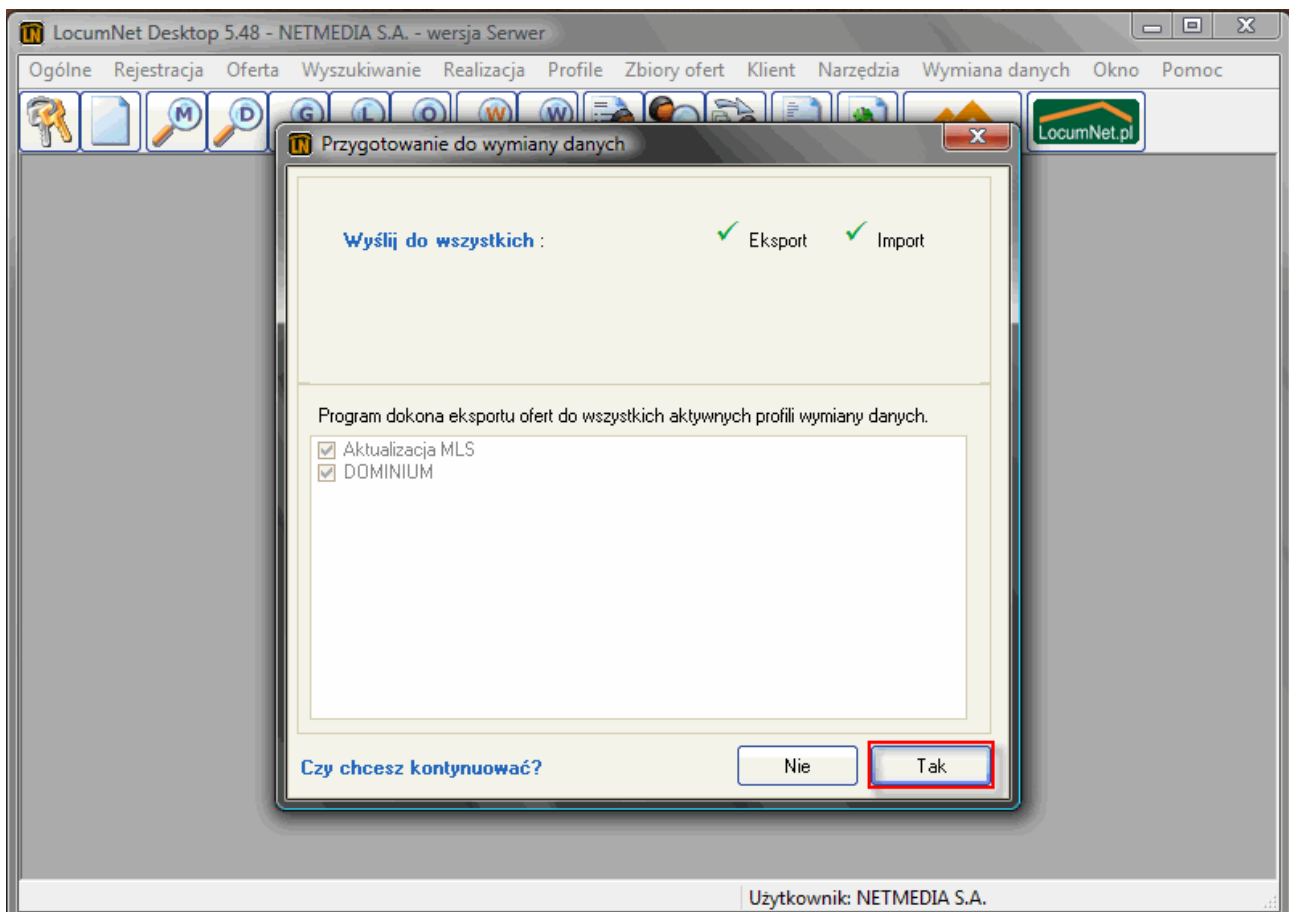 LocumNet Desktop 5.48 - NETMEDIA S.A. - wersja Serwer
Ogólne Rejestracja Oferta Wyszukiwanie Realizacja Profile Zbiory ofert Klient Narzędzia Wymiana danych Okno Pomoc
M D G L O W W LocumNet.pl
Przygotowanie do wymiany danych
Wyślij do wszystkich : Eksport Import
Program dokona eksportu ofert do wszystkich aktywnych profili wymiany danych.
Aktualizacja MLS
DOMINIUM
Czy chcesz kontynuować? Nie Tak
Użytkownik: NETMEDIA S.A.